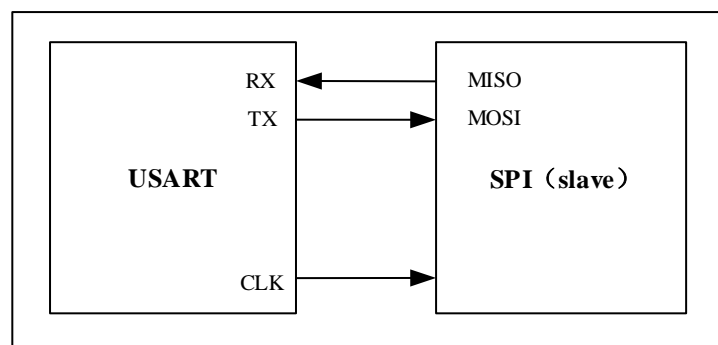 RX
MISO
TX
MOSI
USART
SPI（slave）
CLK